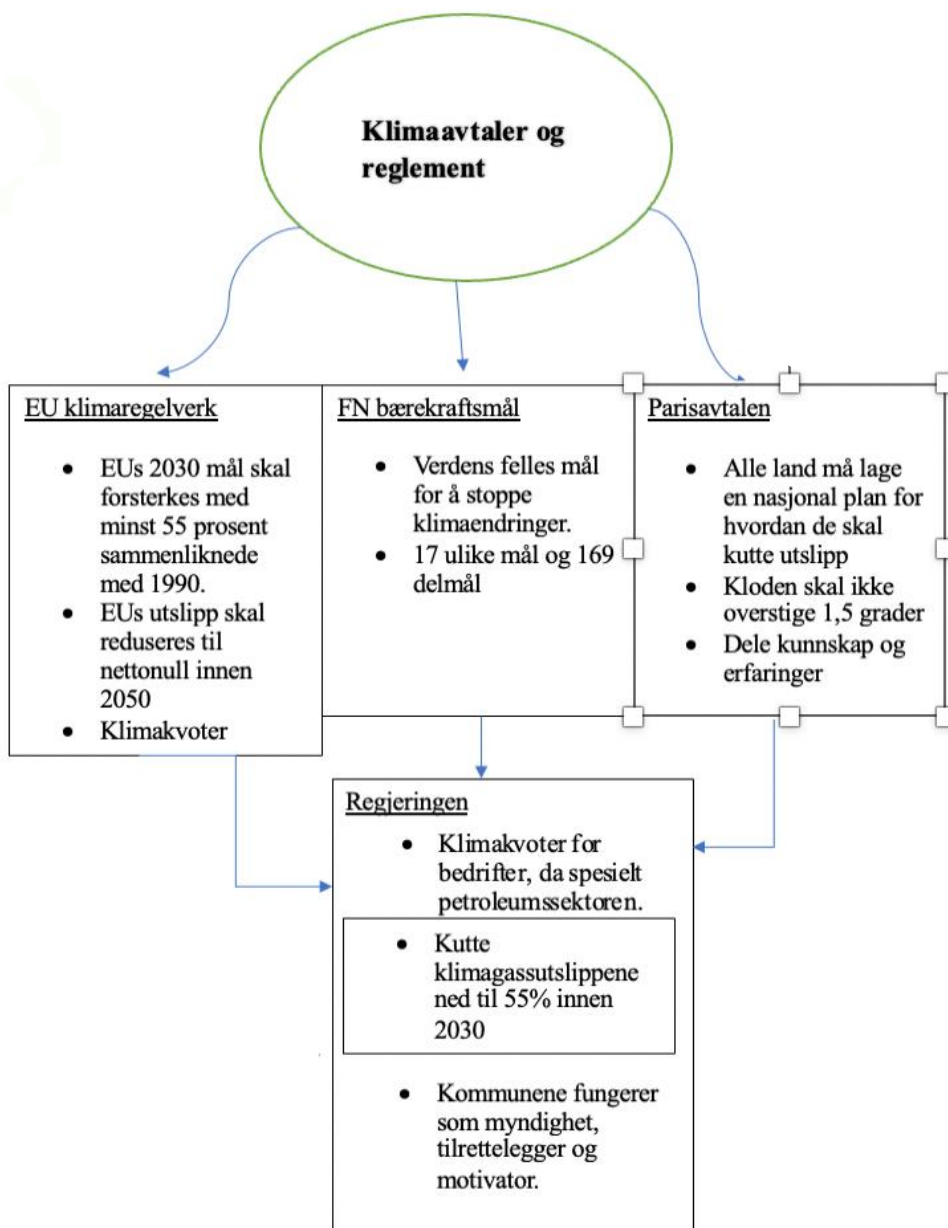 Klimaavtaler og
reglement
EU klimaregelverk
• EUs 2030 mål skal
forsterkes med
minst 55 prosent
sammenliknede
med 1990.
• EUs utslipp skal
reduseres til
nettonull innen
2050
• Klimakvoter
FN bærekraftsmål
• Verdens felles mål
for å stoppe
klimaendringer.
• 17 ulike mål og 169
delmål
Parisavtalen
• Alle land må lage
en nasjonal plan for
hvordan de skal
kutte utslipp
• Kloden skal ikke
overstige 1,5 grader
• Dele kunnskap og
erfaringer
Regjeringen
• Klimakvoter for
bedrifter, da spesielt
petroleumssektoren.
• Kutte
klimagassutslippene
ned til 55% innen
2030
• Kommunene fungerer
som myndighet,
tilrettelegger og
motivator.